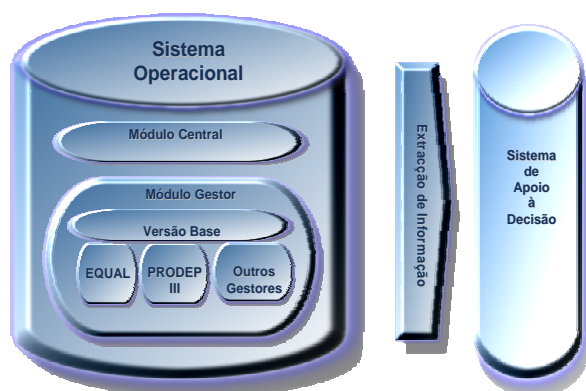 Sistema
Operacional
Módulo Central
Módulo Gestor
Versão Base
EQUAL
PRODEP
III
Outros
Gestores
Extracção de Informação
Sistema
de
Apoio
à
Decisão